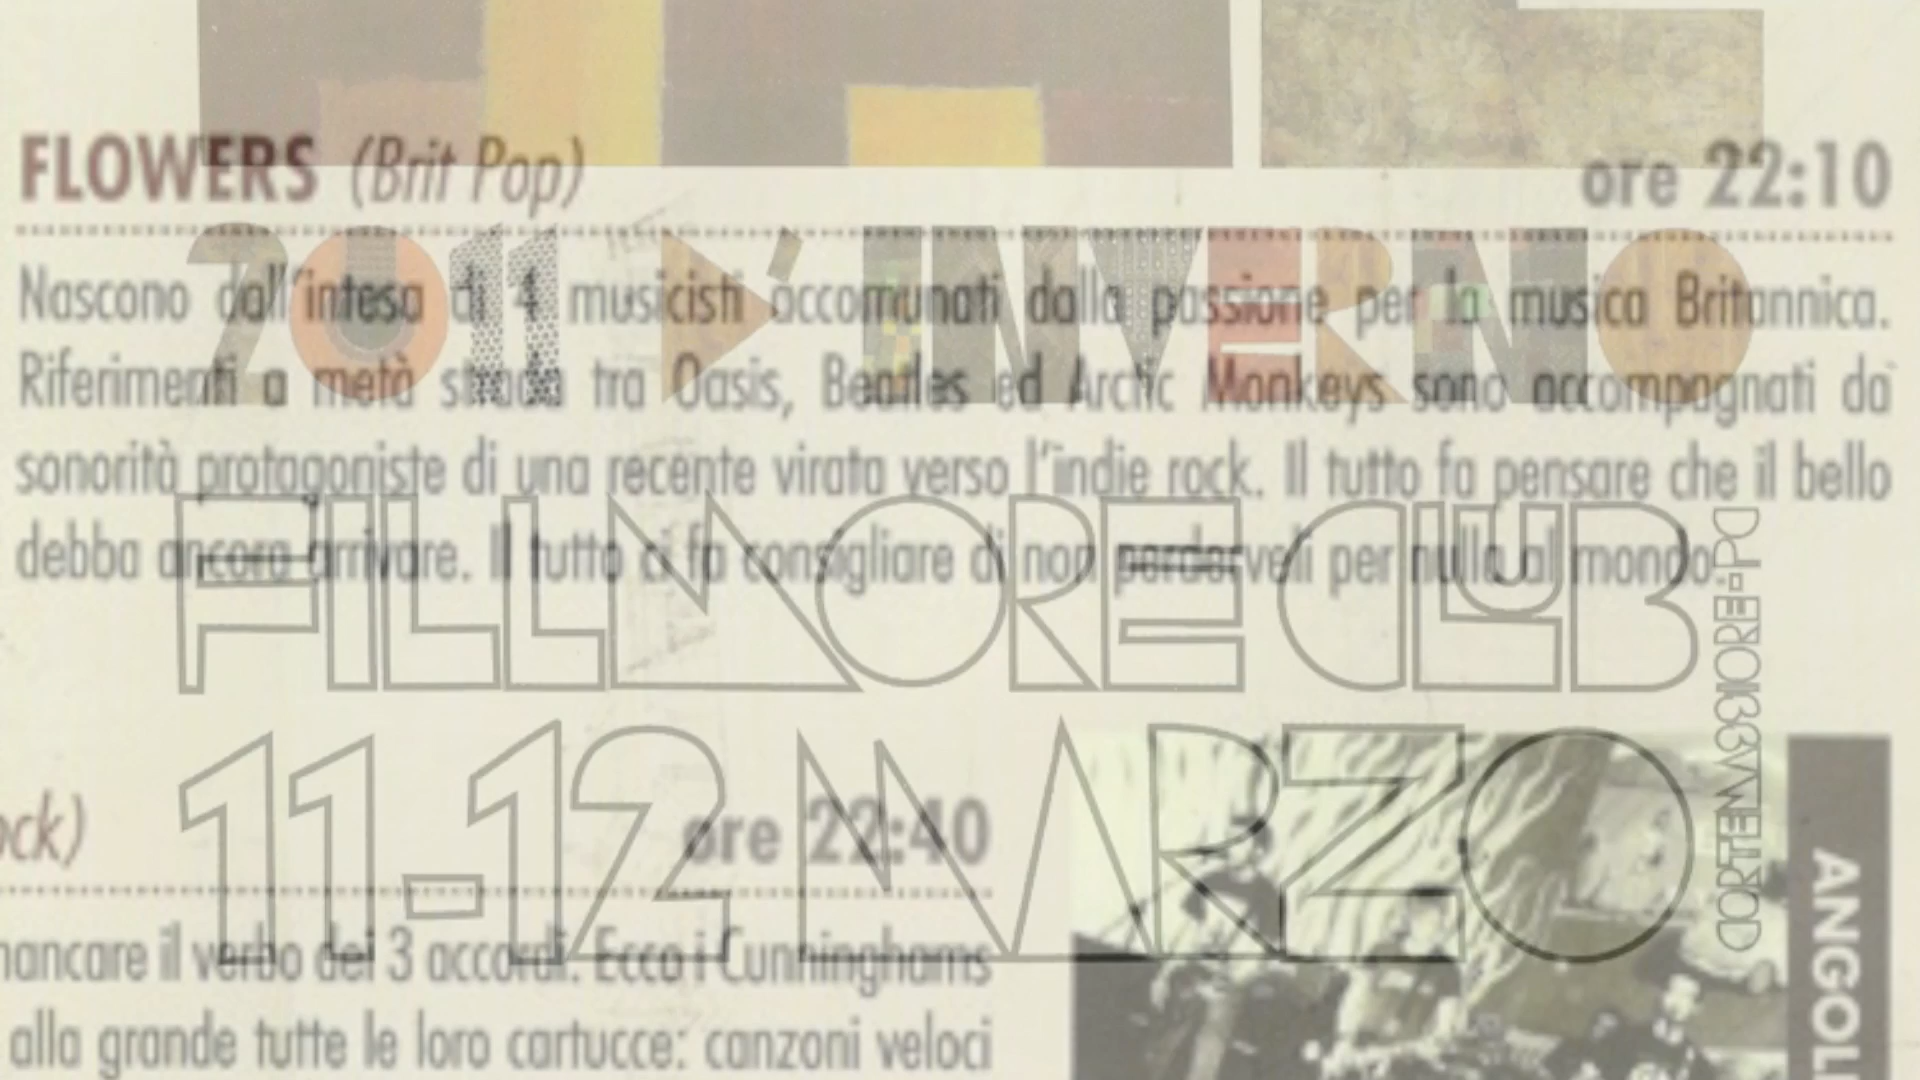 FLOWERS (Brit Pop) ore 22:10
2011 D'INVERNO
Nascono dall'intesa di 4 musicisti accomunati dalla passione per la musica Britannica.
Riferimenti a metà strada tra Oasis, Beatles ed Arctic Monkeys sono accompagnati da
sonorità protagoniste di una recente virata verso l'indie rock. Il tutto fa pensare che il bello
debba ancora arrivare. Il tutto ci fa consigliare di non perderveli per nulla al mondo.
FILLMORE CLUB
CORTEMAGGIORE-PC
11-12 MARZO
ock) ore 22:40
mancare il verbo dei 3 accordi. Ecco i Cunninghams
alla grande tutte le loro cartucce: canzoni veloci
ANGOL